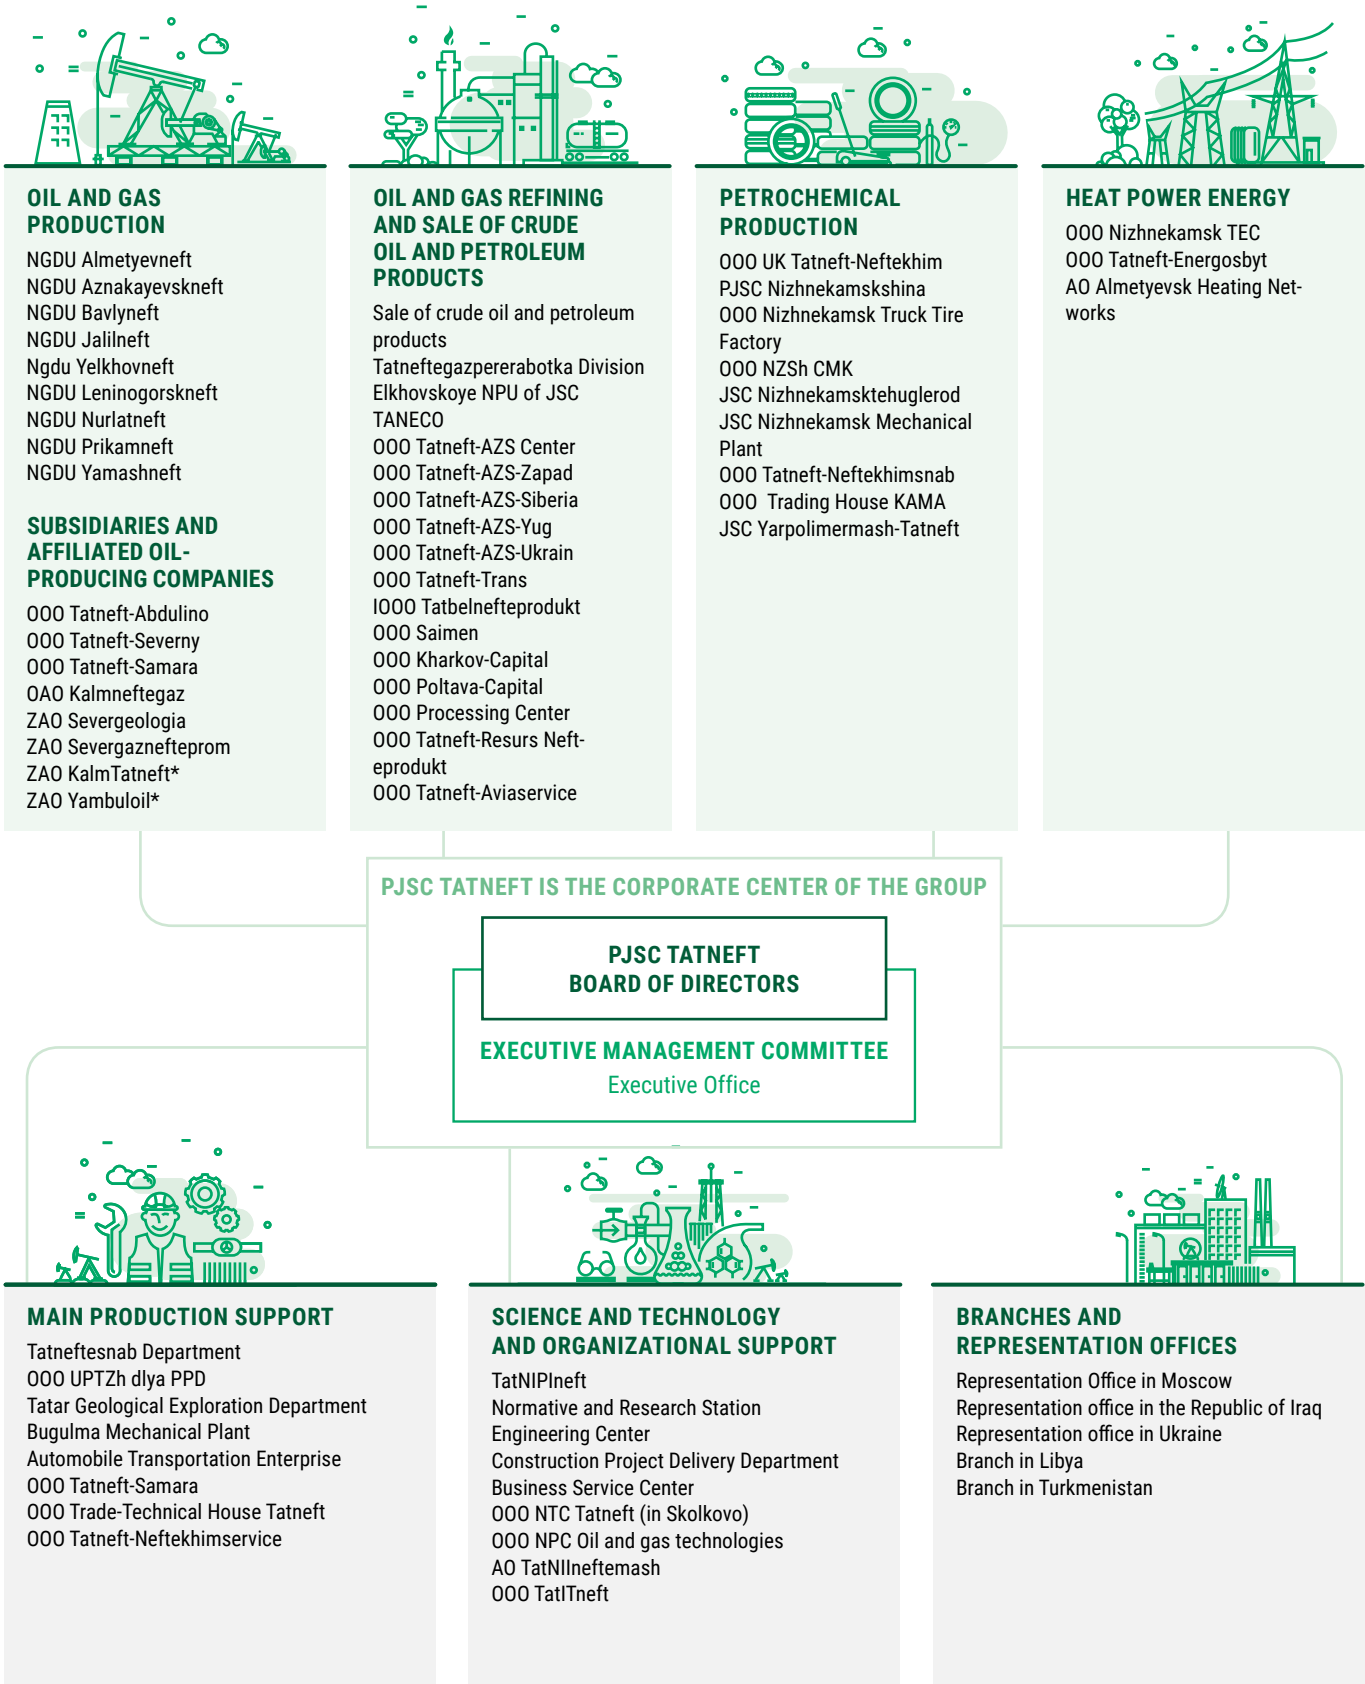 OIL AND GAS
PRODUCTION
NGDU Almetyevneft
NGDU Aznakayevskneft
NGDU Bavlyneft
NGDU Jalilneft
Ngdu Yelkhovneft
NGDU Leninogorskneft
NGDU Nurlatneft
NGDU Prikamneft
NGDU Yamashneft
SUBSIDIARIES AND
AFFILIATED OIL-
PRODUCING COMPANIES
OOO Tatneft-Abdulino
OOO Tatneft-Severny
OOO Tatneft-Samara
OAO Kalmneftegaz
ZAO Severgeologia
ZAO Severgaznefteprom
ZAO KalmTatneft*
ZAO Yambuloil*
OIL AND GAS REFINING
AND SALE OF CRUDE
OIL AND PETROLEUM
PRODUCTS
Sale of crude oil and petroleum
products
Tatneftegazpererabotka Division
Elkhovskoye NPU of JSC
TANECO
OOO Tatneft-AZS Center
OOO Tatneft-AZS-Zapad
OOO Tatneft-AZS-Siberia
OOO Tatneft-AZS-Yug
OOO Tatneft-AZS-Ukrain
OOO Tatneft-Trans
IOOO Tatbelnefteprodukt
OOO Saimen
OOO Kharkov-Capital
OOO Poltava-Capital
OOO Processing Center
OOO Tatneft-Resurs Neft-
eprodukt
OOO Tatneft-Aviaservice
PETROCHEMICAL
PRODUCTION
OOO UK Tatneft-Neftekhim
PJSC Nizhnekamskshina
OOO Nizhnekamsk Truck Tire
Factory
OOO NZSh CMK
JSC Nizhnekamsktehuglerod
JSC Nizhnekamsk Mechanical
Plant
OOO Tatneft-Neftekhimsnab
OOO  Trading House KAMA
JSC Yarpolimermash-Tatneft
HEAT POWER ENERGY
OOO Nizhnekamsk TEC
OOO Tatneft-Energosbyt
AO Almetyevsk Heating Net-
works
PJSC TATNEFT IS THE CORPORATE CENTER OF THE GROUP
PJSC TATNEFT
BOARD OF DIRECTORS
EXECUTIVE MANAGEMENT COMMITTEE
Executive Office
MAIN PRODUCTION SUPPORT
Tatneftesnab Department
OOO UPTZh dlya PPD
Tatar Geological Exploration Department
Bugulma Mechanical Plant
Automobile Transportation Enterprise
OOO Tatneft-Samara
OOO Trade-Technical House Tatneft
OOO Tatneft-Neftekhimservice
SCIENCE AND TECHNOLOGY
AND ORGANIZATIONAL SUPPORT
TatNIPIneft
Normative and Research Station
Engineering Center
Construction Project Delivery Department
Business Service Center
OOO NTC Tatneft (in Skolkovo)
OOO NPC Oil and gas technologies
AO TatNIIneftemash
OOO TatITneft
BRANCHES AND
REPRESENTATION OFFICES
Representation Office in Moscow
Representation office in the Republic of Iraq
Representation office in Ukraine
Branch in Libya
Branch in Turkmenistan